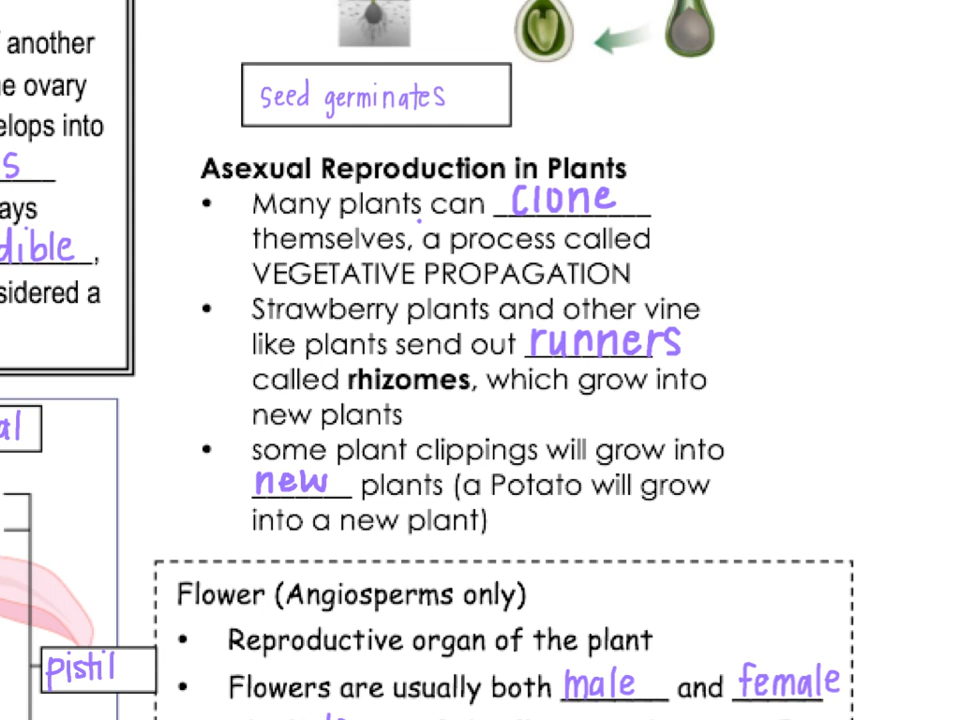 another
e ovary
elops into
s
ays
dible,
sidered a
al
seed germinates
Asexual Reproduction in Plants
• Many plants can clone
themselves, a process called
VEGETATIVE PROPAGATION
• Strawberry plants and other vine
like plants send out runners
called rhizomes, which grow into
new plants
• some plant clippings will grow into
new plants (a Potato will grow
into a new plant)
pistil
Flower (Angiosperms only)
• Reproductive organ of the plant
• Flowers are usually both male and female